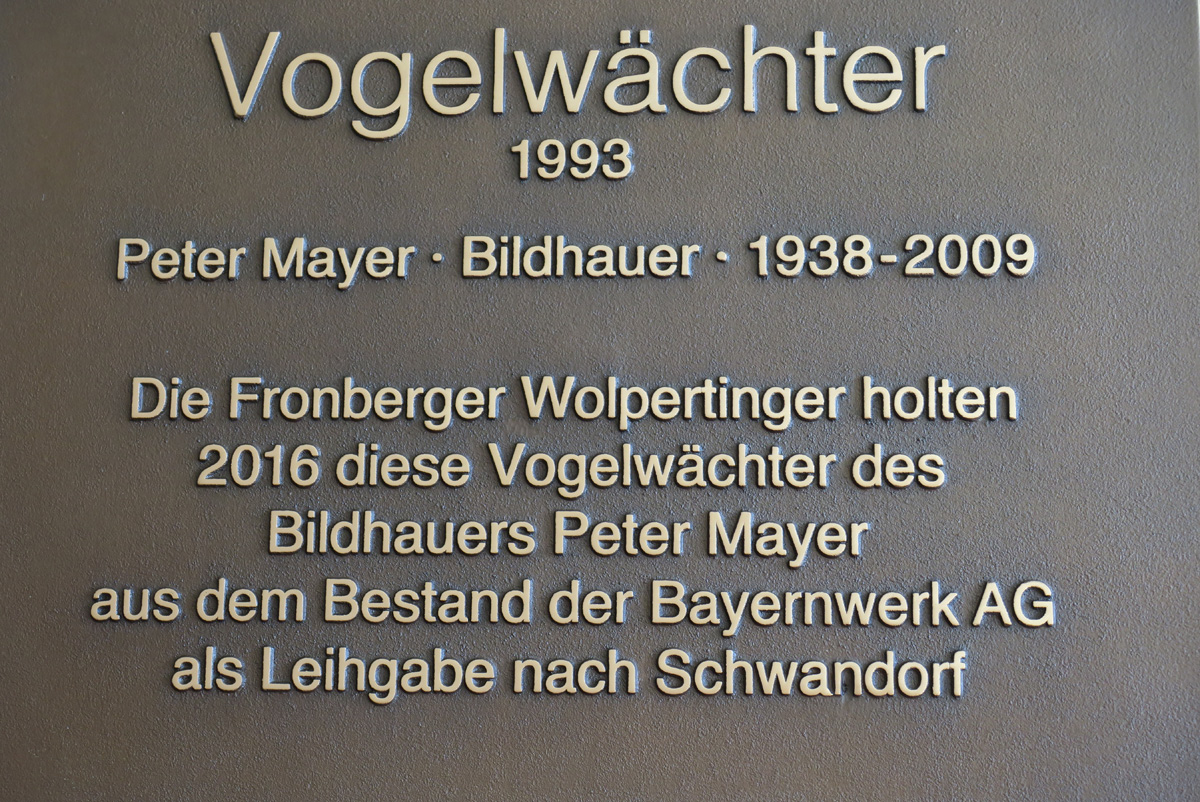 Vogelwächter
1993
Peter Mayer · Bildhauer · 1938-2009
Die Fronberger Wolpertinger holten
2016 diese Vogelwächter des
Bildhauers Peter Mayer
aus dem Bestand der Bayernwerk AG
als Leihgabe nach Schwandorf